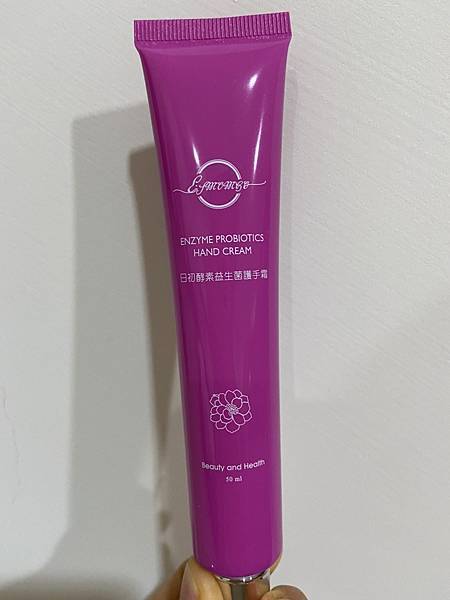 Esmomgo
ENZYME PROBIOTICS
HAND CREAM
日初酵素益生菌護手霜
Beauty and Health
50 ml